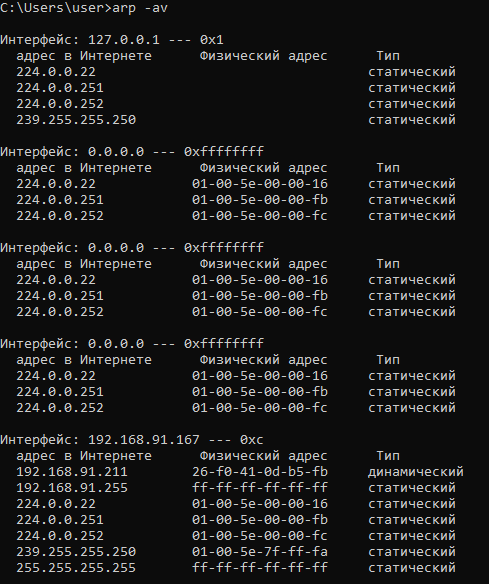 C:\Users\user>arp -av
Интерфейс: 127.0.0.1 --- 0x1
адрес в Интернете Физический адрес Тип
224.0.0.22 статический
224.0.0.251 статический
224.0.0.252 статический
239.255.255.250 статический
Интерфейс: 0.0.0.0 --- 0xffffffff
адрес в Интернете Физический адрес Тип
224.0.0.22 01-00-5e-00-00-16 статический
224.0.0.251 01-00-5e-00-00-fb статический
224.0.0.252 01-00-5e-00-00-fc статический
Интерфейс: 0.0.0.0 --- 0xffffffff
адрес в Интернете Физический адрес Тип
224.0.0.22 01-00-5e-00-00-16 статический
224.0.0.251 01-00-5e-00-00-fb статический
224.0.0.252 01-00-5e-00-00-fc статический
Интерфейс: 0.0.0.0 --- 0xffffffff
адрес в Интернете Физический адрес Тип
224.0.0.22 01-00-5e-00-00-16 статический
224.0.0.251 01-00-5e-00-00-fb статический
224.0.0.252 01-00-5e-00-00-fc статический
Интерфейс: 192.168.91.167 --- 0xc
адрес в Интернете Физический адрес Тип
192.168.91.211 26-f0-41-0d-b5-fb динамический
192.168.91.255 ff-ff-ff-ff-ff-ff статический
224.0.0.22 01-00-5e-00-00-16 статический
224.0.0.251 01-00-5e-00-00-fb статический
224.0.0.252 01-00-5e-00-00-fc статический
239.255.255.250 01-00-5e-7f-ff-fa статический
255.255.255.255 ff-ff-ff-ff-ff-ff статический